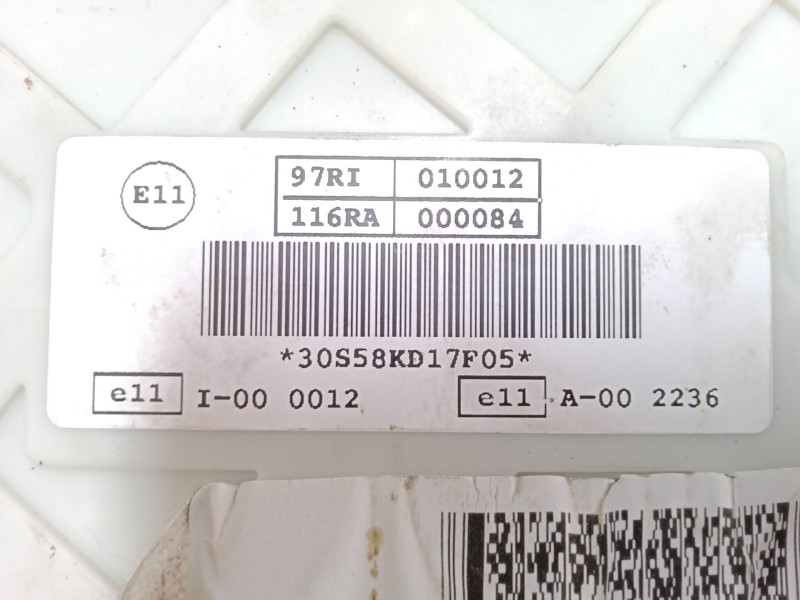 E11
97RI 010012
116RA 000084
*30S58KD17F05*
e11 I-00 0012 e11 A-00 2236